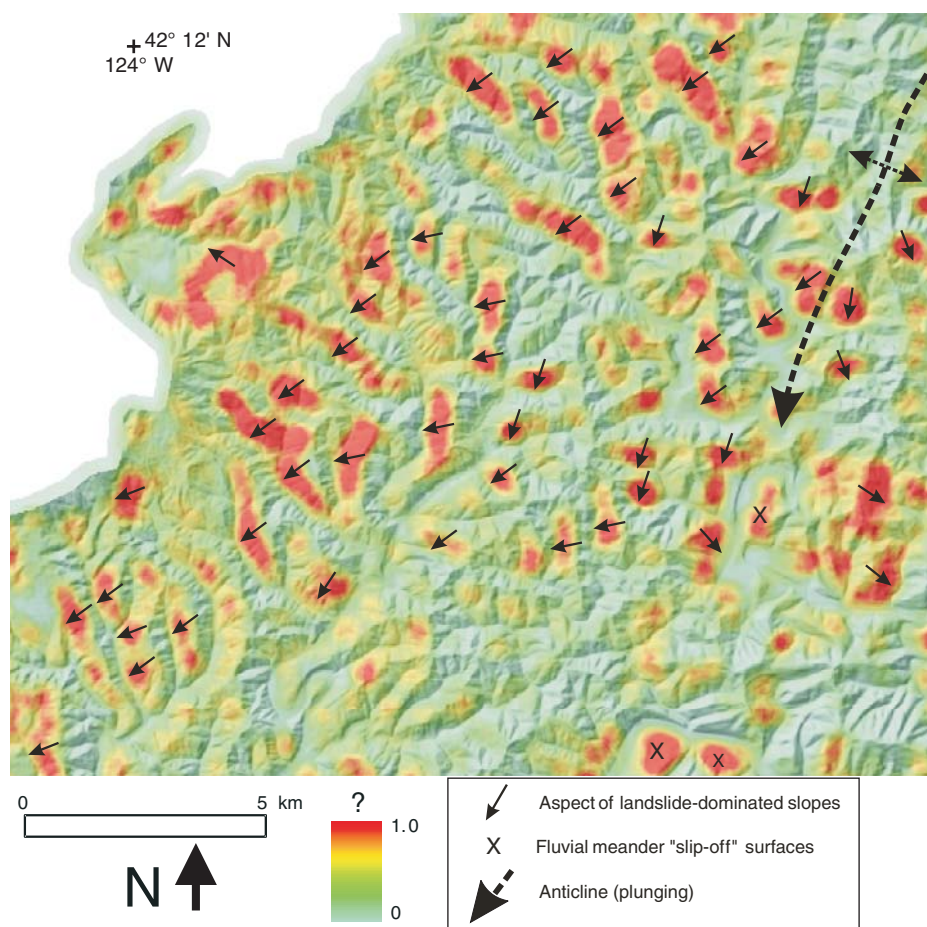 + 42° 12' N
124° W
X
X
X
0 5 km
?
1.0
0
N
Aspect of landslide-dominated slopes
X Fluvial meander "slip-off" surfaces
Anticline (plunging)